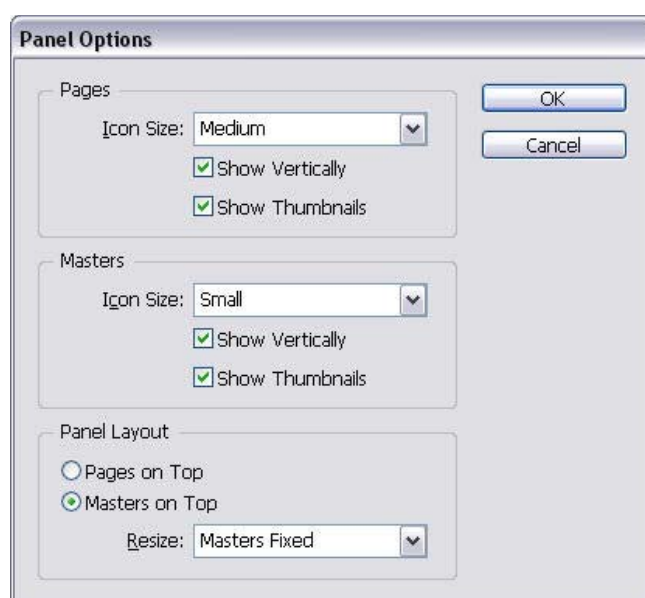 Panel Options
Pages
Icon Size: Medium
Show Vertically
Show Thumbnails
OK
Cancel
Masters
Icon Size: Small
Show Vertically
Show Thumbnails
Panel Layout
Pages on Top
Masters on Top
Resize: Masters Fixed